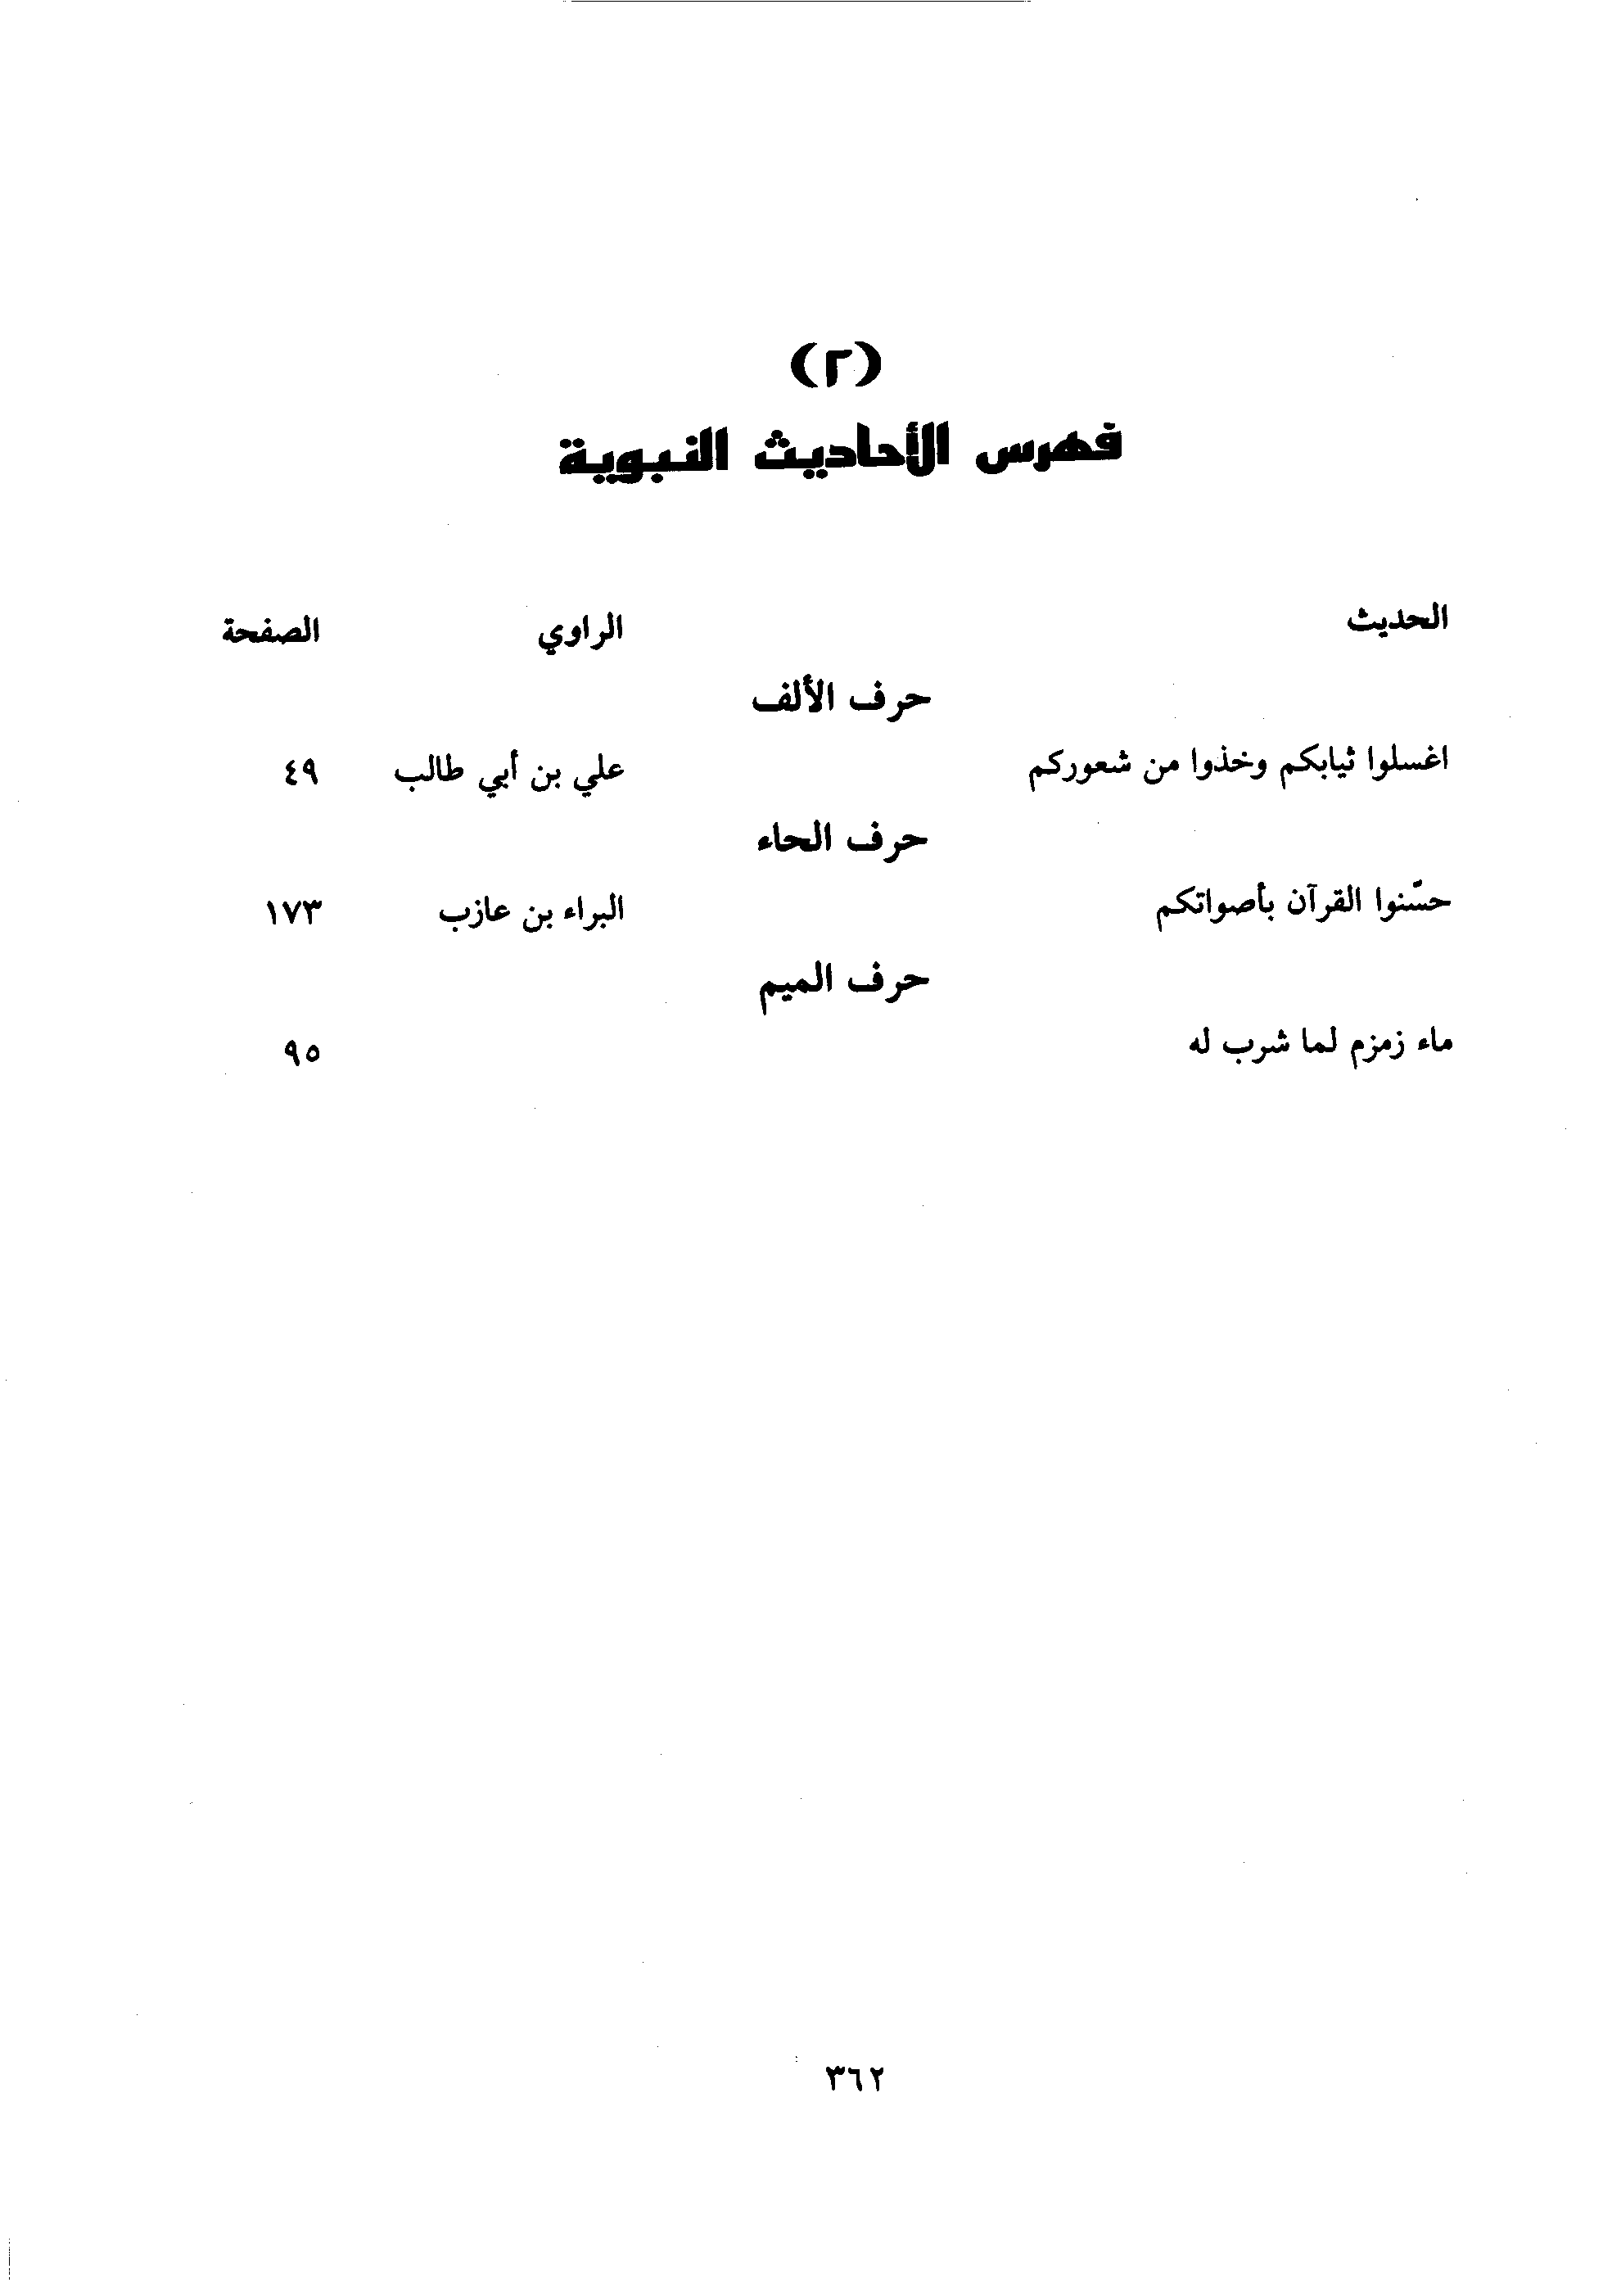 (٢)
فهرس الأحاديث النبوية
الحديث الراوي الصفحة
حرف الألف
اغسلوا ثيابكم وخذوا من شعوركم علي بن أبي طالب ٤٩
حرف الحاء
حسّنوا القرآن بأصواتكم البراء بن عازب ١٧٣
حرف الميم
ماء زمزم لما شرب له ٩٥
٣٦٢